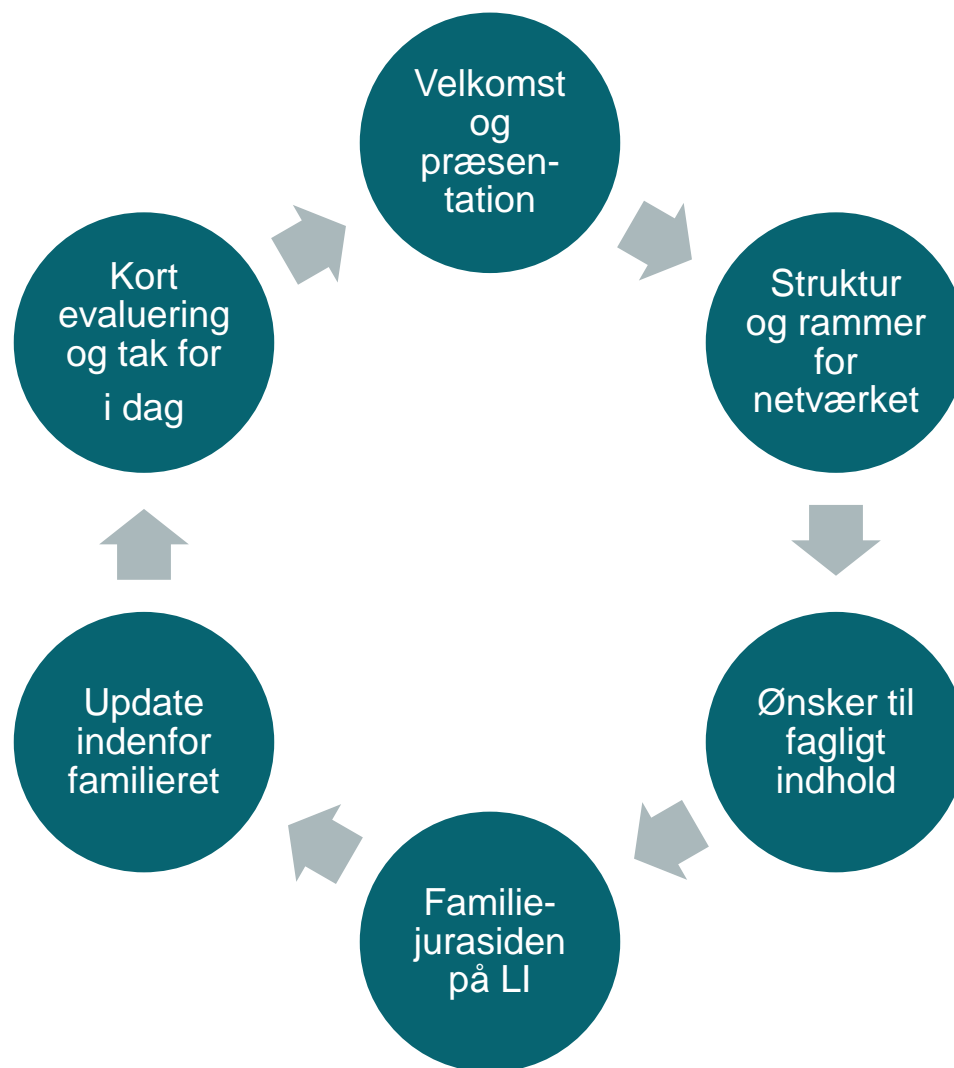 Velkomst
og
præsen-
tation
Struktur
og rammer
for
netværket
Ønsker til
fagligt
indhold
Familie-
jurasiden
på LI
Update
indenfor
familieret
Kort
evaluering
og tak for
i dag